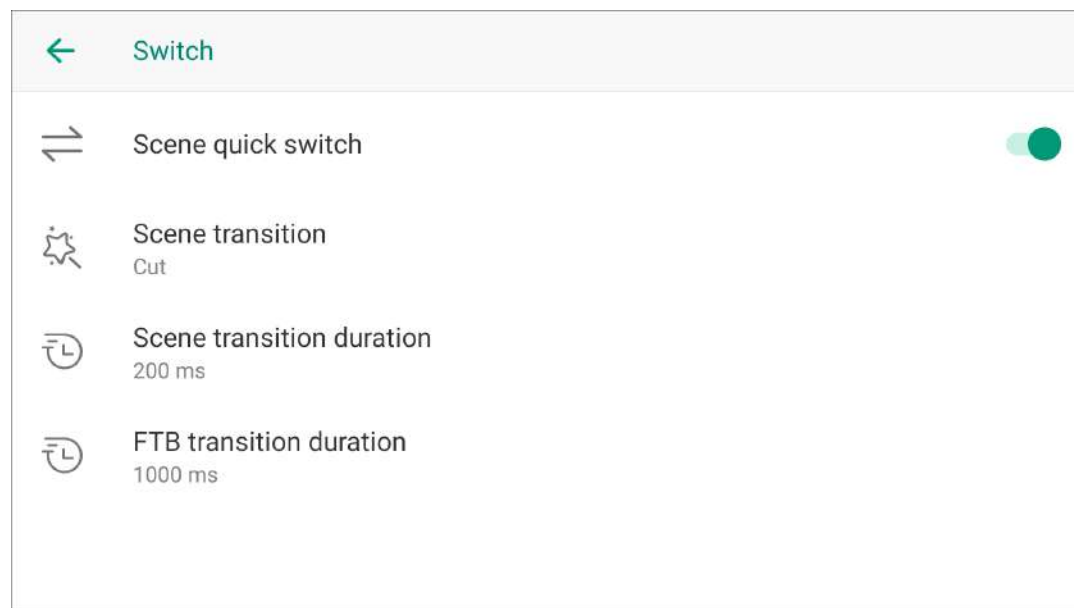 Switch
Scene quick switch
Scene transition
Cut
Scene transition duration
200 ms
FTB transition duration
1000 ms